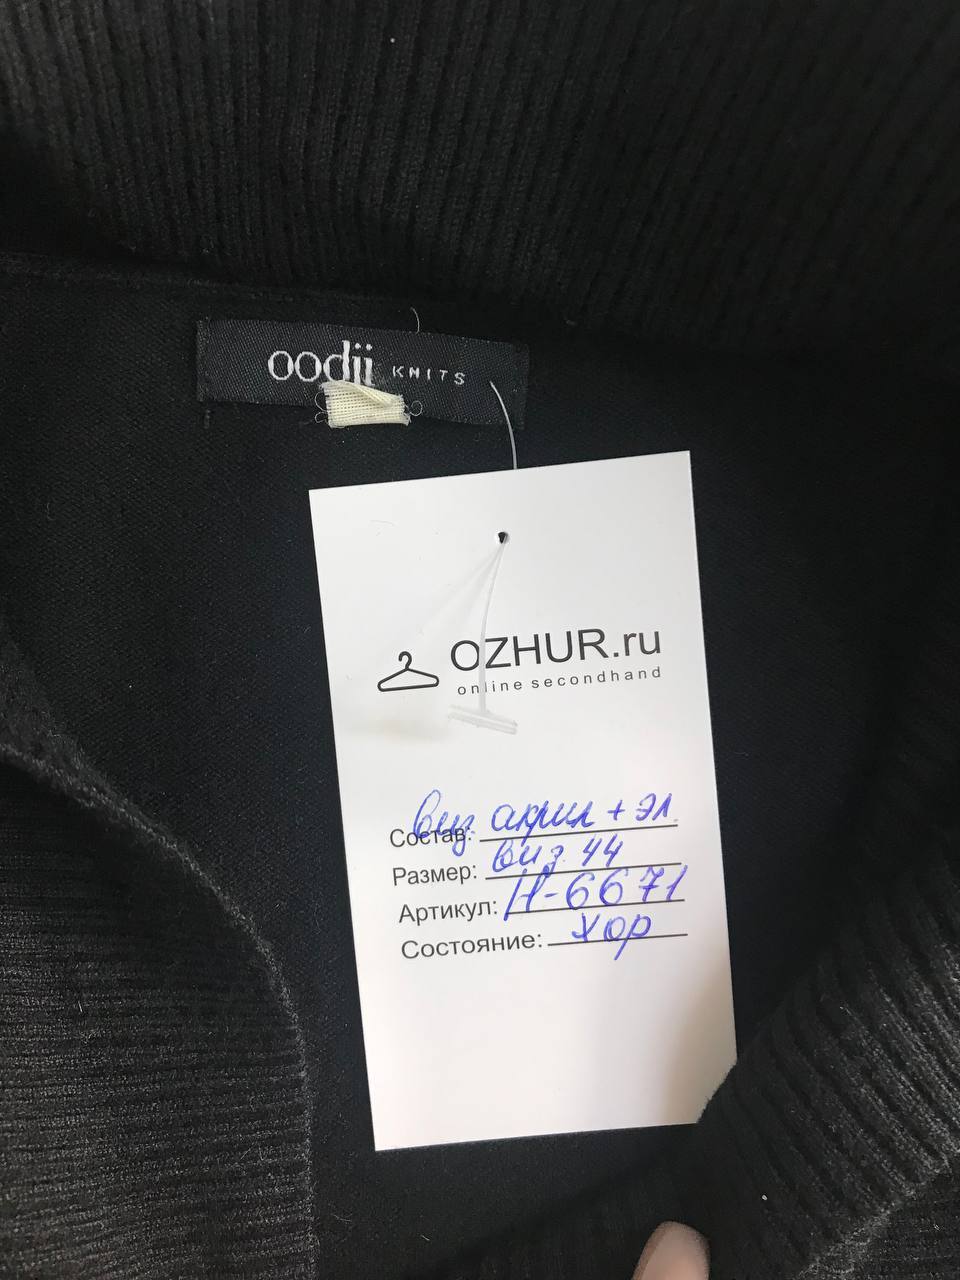 oodji KNITS
OZHUR.ru
online secondhand
Состав: виз. акрил + эл.
Размер: виз. 44
Артикул: Н-6671
Состояние: хор